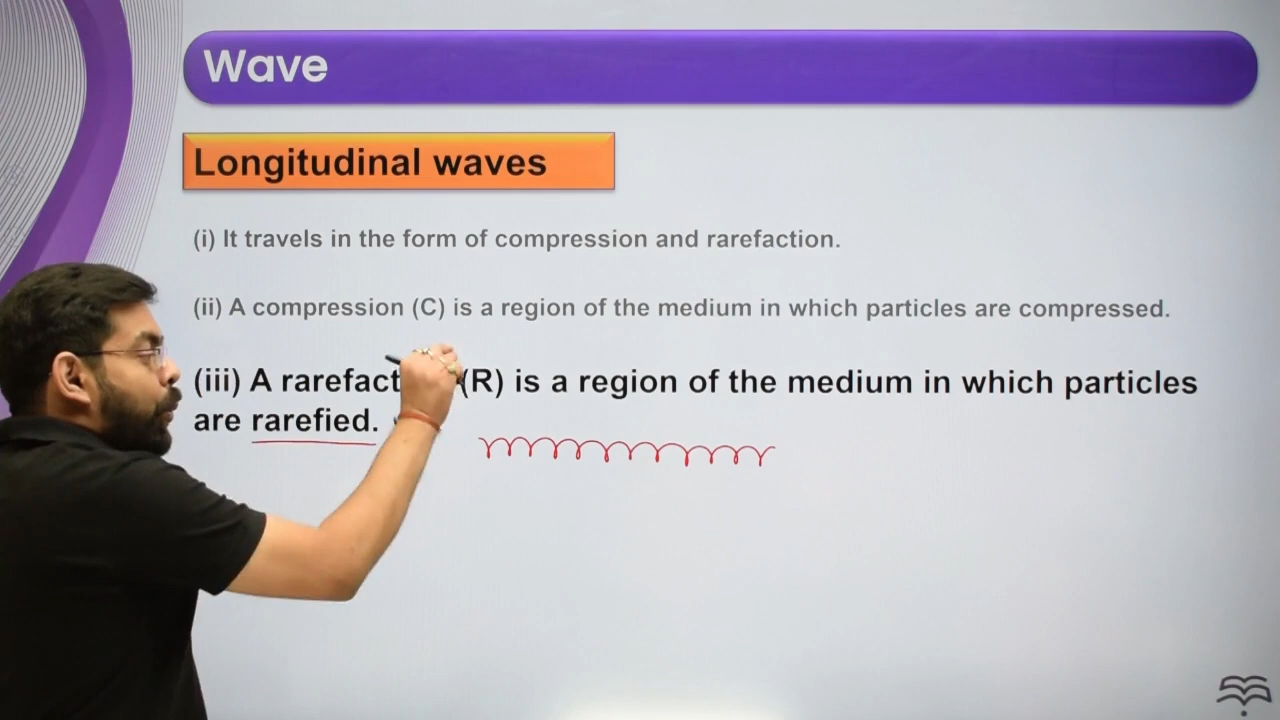 Wave
Longitudinal waves
(i) It travels in the form of compression and rarefaction.
(ii) A compression (C) is a region of the medium in which particles are compressed.
(iii) A (R) is a region of the medium in which particles
are rarefied.